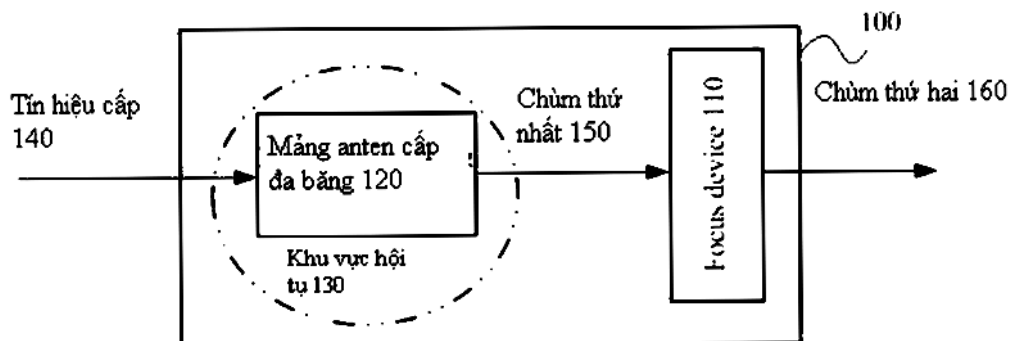 100
Tín hiệu cấp
140
Mảng anten cấp
đa băng 120
Khu vực hội
tụ 130
Chùm thứ
nhất 150
Focus device 110
Chùm thứ hai 160